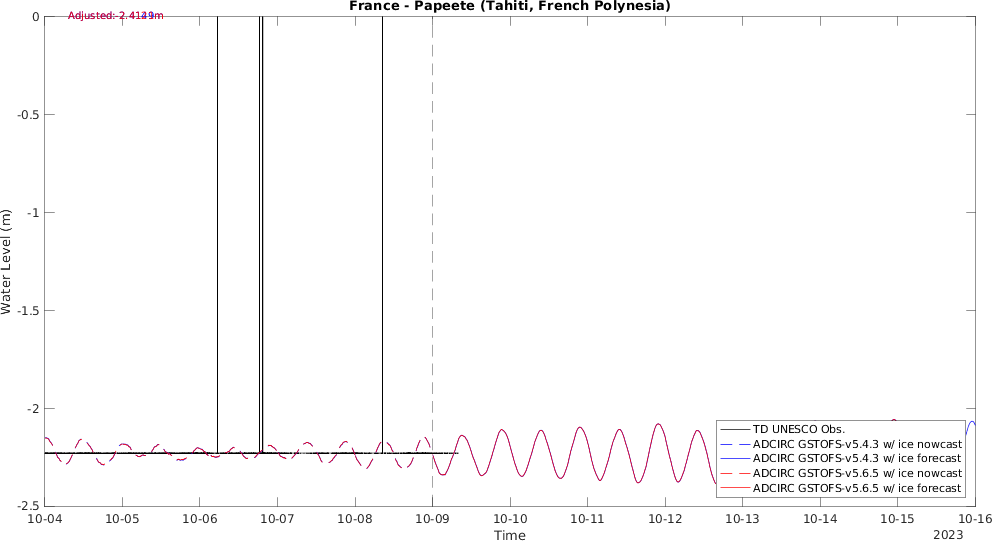 France - Papeete (Tahiti, French Polynesia)
0
-0.5
-1
-1.5
-2
-2.5
Water Level (m)
10-04 10-05 10-06 10-07 10-08 10-09 10-10 10-11 10-12 10-13 10-14 10-15 10-16
Time
2023
TD UNESCO Obs.
ADCIRC GSTOFS-v5.4.3 w/ ice nowcast
ADCIRC GSTOFS-v5.4.3 w/ ice forecast
ADCIRC GSTOFS-v5.6.5 w/ ice nowcast
ADCIRC GSTOFS-v5.6.5 w/ ice forecast
Adjusted: